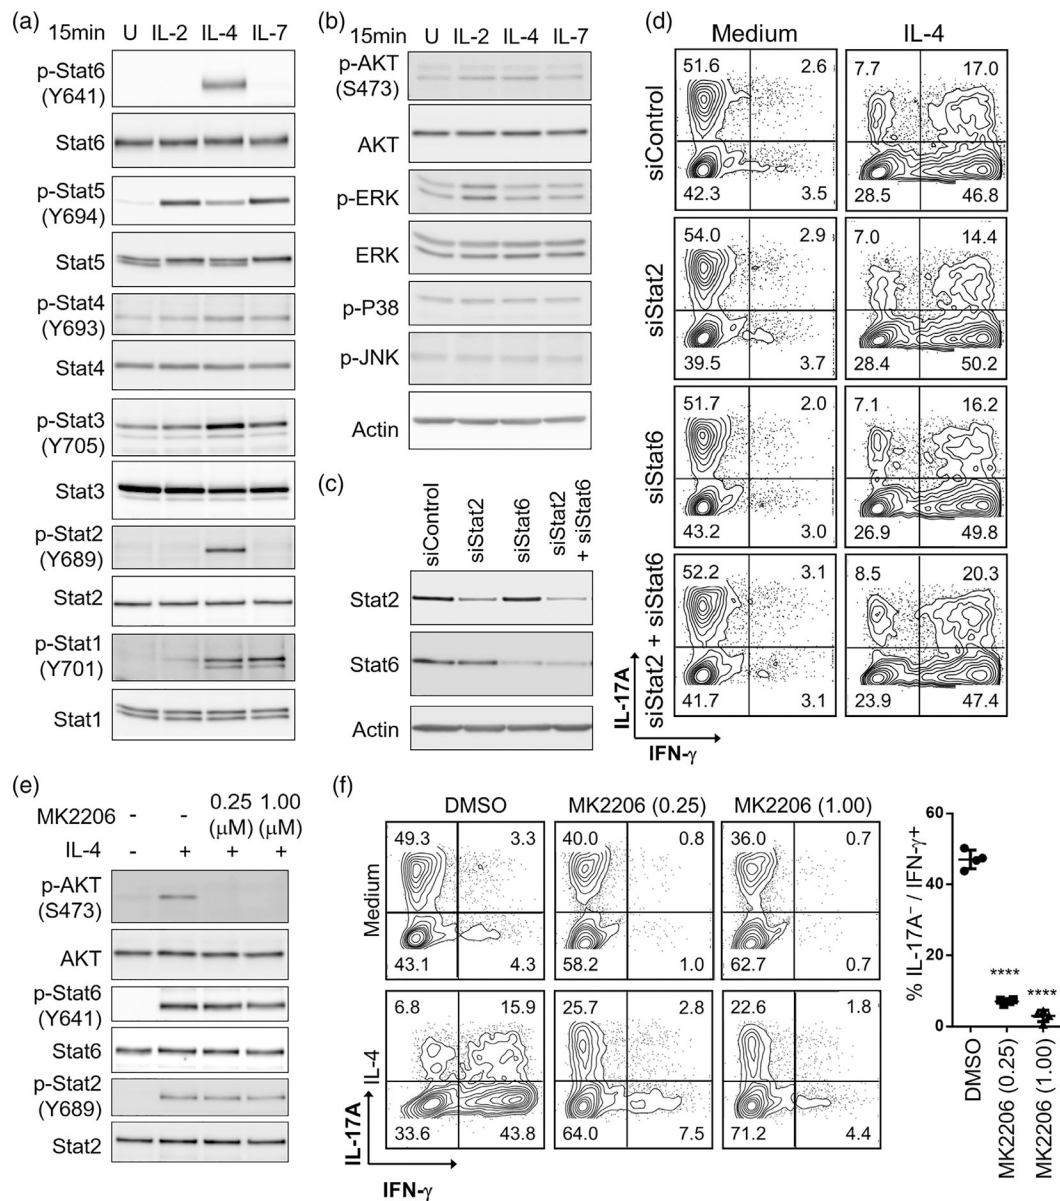 (a)
15min U IL-2 IL-4 IL-7
p-Stat6
(Y641)
Stat6
p-Stat5
(Y694)
Stat5
p-Stat4
(Y693)
Stat4
p-Stat3
(Y705)
Stat3
p-Stat2
(Y689)
Stat2
p-Stat1
(Y701)
Stat1
(b)
15min U IL-2 IL-4 IL-7
p-AKT
(S473)
AKT
p-ERK
ERK
p-P38
p-JNK
Actin
(c)
siControl
siStat2
siStat6
siStat2
+ siStat6
Stat2
Stat6
Actin
(d)
Medium IL-4
siControl
51.6 2.6 7.7 17.0
42.3 3.5 28.5 46.8
siStat2
54.0 2.9 7.0 14.4
39.5 3.7 28.4 50.2
siStat6
51.7 2.0 7.1 16.2
43.2 3.0 26.9 49.8
siStat2 + siStat6
52.2 3.1 8.5 20.3
41.7 3.1 23.9 47.4
IL-17A
IFN-γ
(e)
MK2206 - - 0.25 (μM) 1.00 (μM)
IL-4 - + + +
p-AKT
(S473)
AKT
p-Stat6
(Y641)
Stat6
p-Stat2
(Y689)
Stat2
(f)
DMSO MK2206 (0.25) MK2206 (1.00)
Medium
49.3 3.3 40.0 0.8 36.0 0.7
43.1 4.3 58.2 1.0 62.7 0.7
IL-4
6.8 15.9 25.7 2.8 22.6 1.8
33.6 43.8 64.0 7.5 71.2 4.4
IL-17A
IFN-γ
% IL-17A⁻ / IFN-γ+
60
40
20
0
****
****
DMSO
MK2206 (0.25)
MK2206 (1.00)